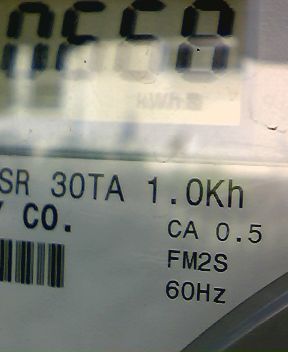 kWh
SR 30TA 1.0Kh
Y CO.
CA 0.5
FM2S
60Hz